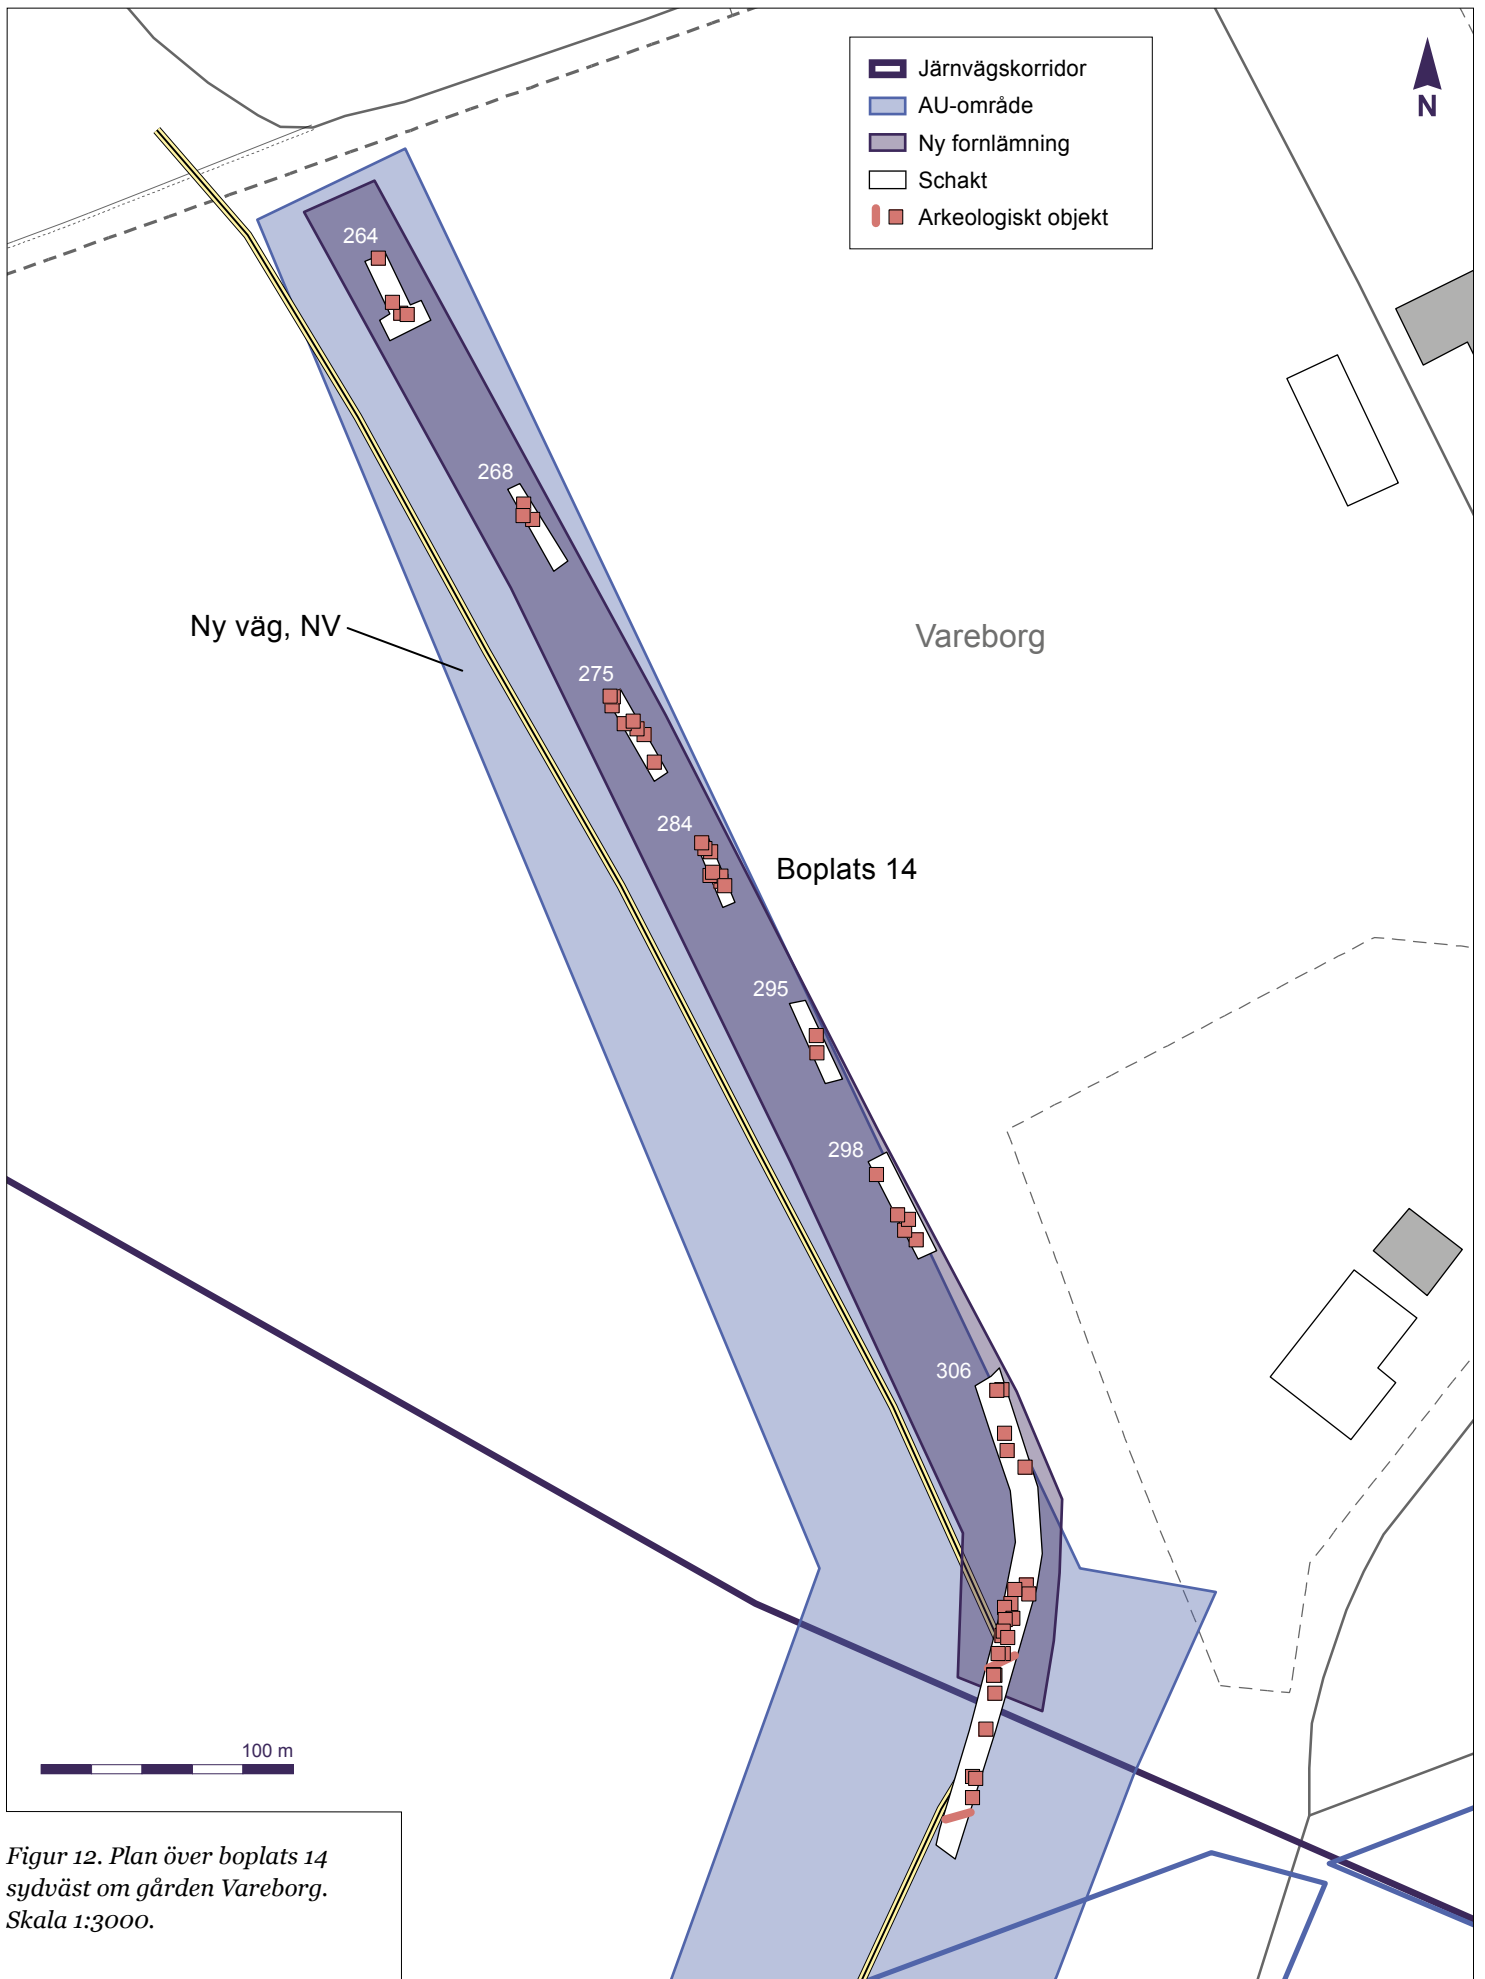 Järnvägskorridor
AU-område
Ny fornlämning
Schakt
Arkeologiskt objekt
N
264
268
Ny väg, NV
Vareborg
275
284
Boplats 14
295
298
306
100 m
Figur 12. Plan över boplats 14
sydväst om gården Vareborg.
Skala 1:3000.